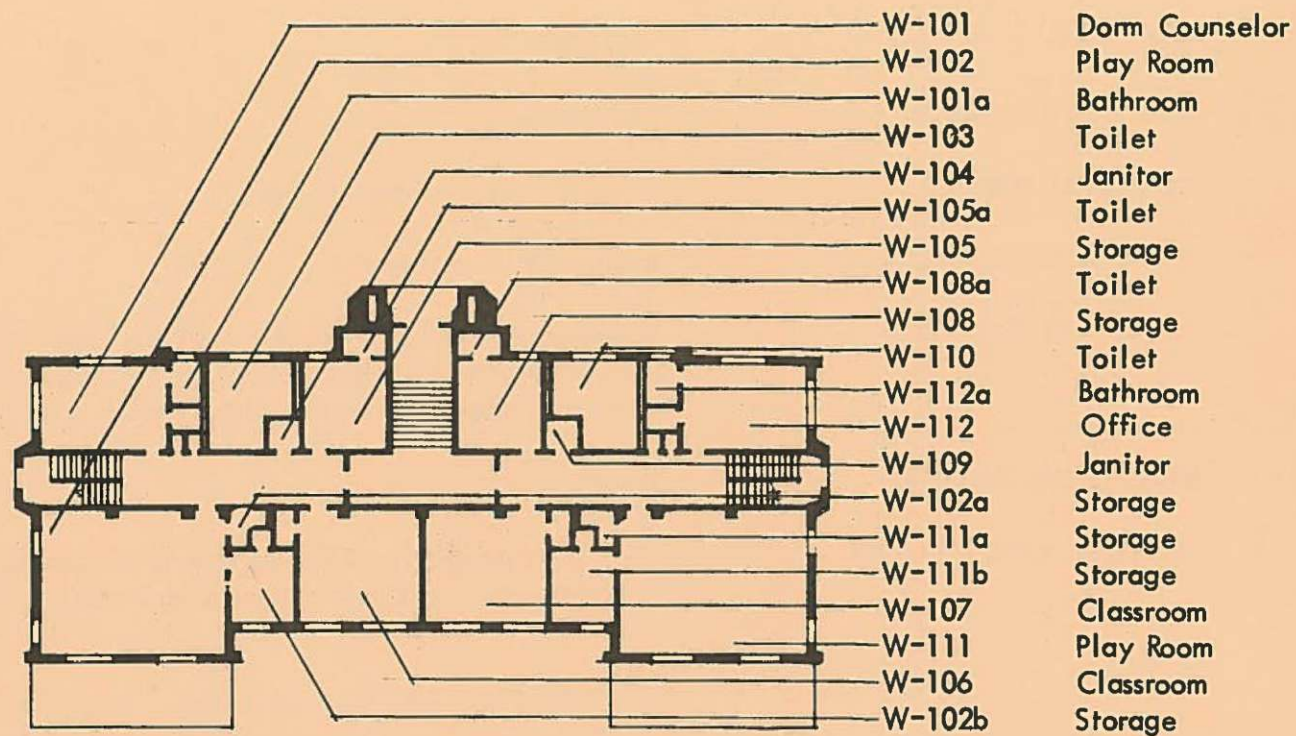 W-101 Dorm Counselor
W-102 Play Room
W-101a Bathroom
W-103 Toilet
W-104 Janitor
W-105a Toilet
W-105 Storage
W-108a Toilet
W-108 Storage
W-110 Toilet
W-112a Bathroom
W-112 Office
W-109 Janitor
W-102a Storage
W-111a Storage
W-111b Storage
W-107 Classroom
W-111 Play Room
W-106 Classroom
W-102b Storage